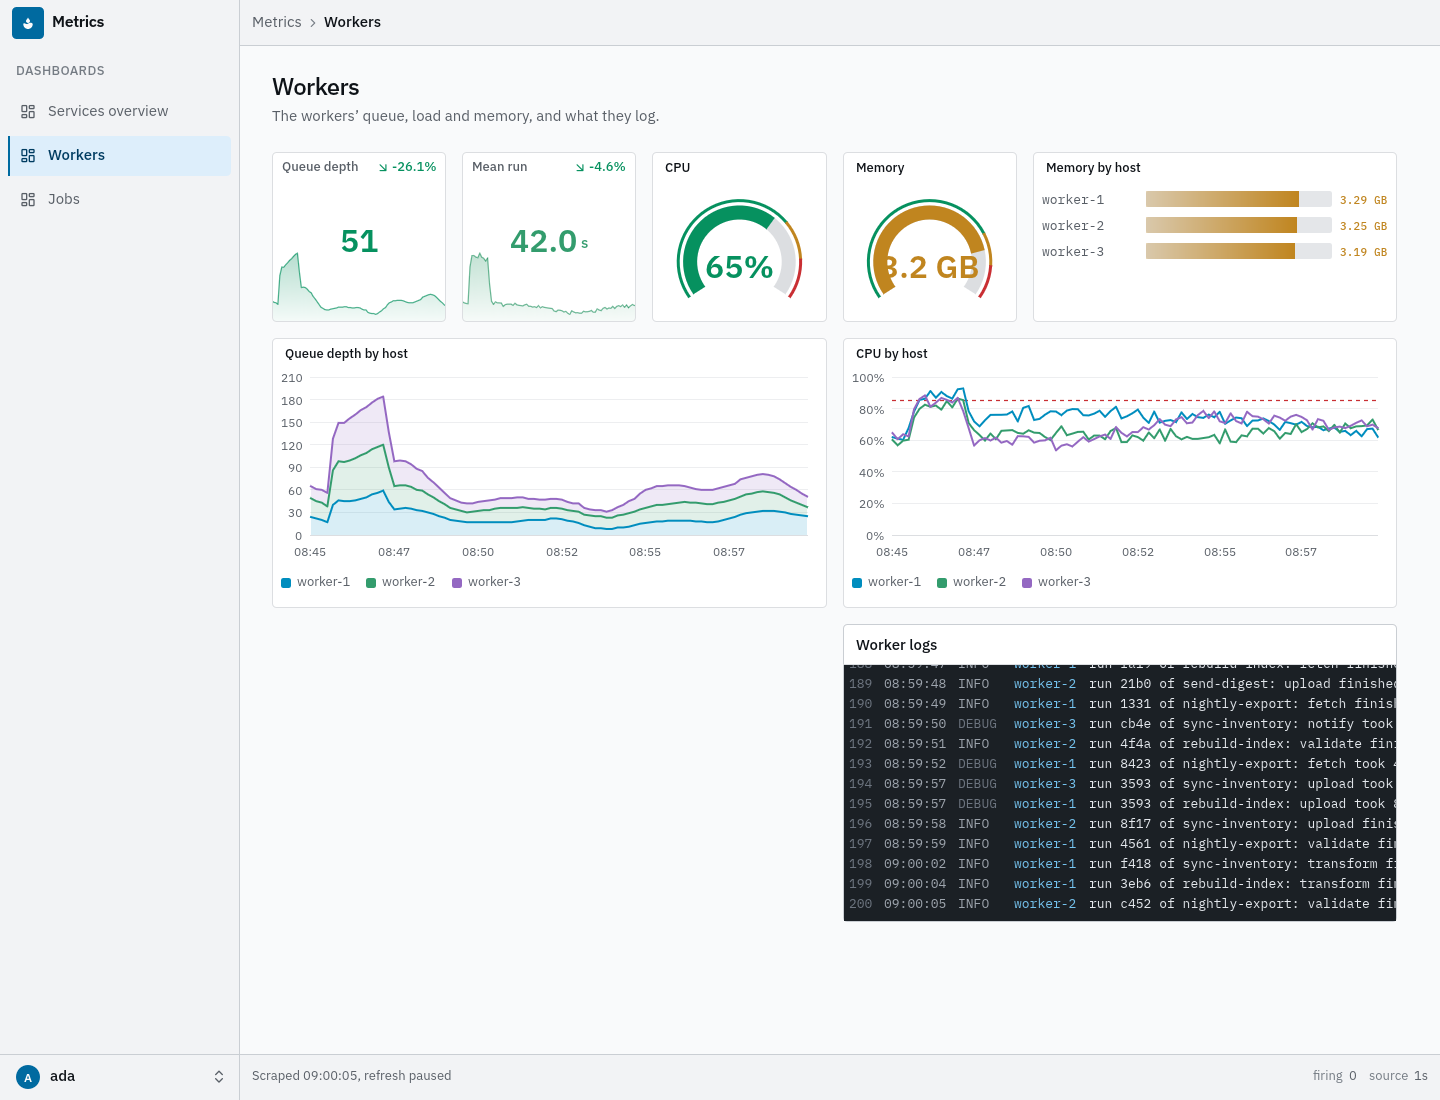 Metrics
Metrics > Workers
DASHBOARDS
Services overview
Workers
Jobs
Workers
The workers’ queue, load and memory, and what they log.
Queue depth -26.1%
51
Mean run -4.6%
42.0 s
CPU
65%
Memory
3.2 GB
Memory by host
worker-1 3.29 GB
worker-2 3.25 GB
worker-3 3.19 GB
Queue depth by host
210
180
150
120
90
60
30
0
08:45 08:47 08:50 08:52 08:55 08:57
worker-1 worker-2 worker-3
CPU by host
100%
80%
60%
40%
20%
0%
08:45 08:47 08:50 08:52 08:55 08:57
worker-1 worker-2 worker-3
Worker logs
189 08:59:48 INFO worker-2 run 21b0 of send-digest: upload finished
190 08:59:49 INFO worker-1 run 1331 of nightly-export: fetch finish
191 08:59:50 DEBUG worker-3 run cb4e of sync-inventory: notify took
192 08:59:51 INFO worker-2 run 4f4a of rebuild-index: validate fin
193 08:59:52 DEBUG worker-1 run 8423 of nightly-export: fetch took
194 08:59:57 DEBUG worker-3 run 3593 of sync-inventory: upload took
195 08:59:57 DEBUG worker-1 run 3593 of rebuild-index: upload took
196 08:59:58 INFO worker-2 run 8f17 of sync-inventory: upload finis
197 08:59:59 INFO worker-1 run 4561 of nightly-export: validate fin
198 09:00:02 INFO worker-1 run f418 of sync-inventory: transform f
199 09:00:04 INFO worker-1 run 3eb6 of rebuild-index: transform fin
200 09:00:05 INFO worker-2 run c452 of nightly-export: validate fin
A ada
Scraped 09:00:05, refresh paused
firing 0 source 1s